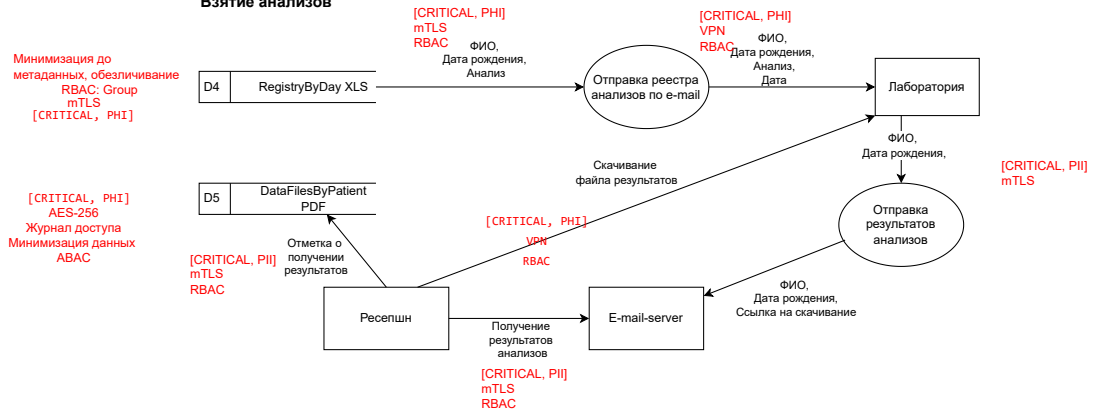 Взятие анализов
[CRITICAL, PHI]
mTLS
RBAC
ФИО,
Дата рождения,
Анализ
[CRITICAL, PHI]
VPN
RBAC
ФИО,
Дата рождения,
Анализ,
Дата
Минимизация до
метаданных, обезличивание
RBAC: Group
mTLS
[CRITICAL, PHI]
D4
RegistryByDay XLS
Отправка реестра
анализов по e-mail
Лаборатория
ФИО,
Дата рождения,
[CRITICAL, PII]
mTLS
Скачивание
файла результатов
[CRITICAL, PHI]
AES-256
Журнал доступа
Минимизация данных
ABAC
D5
DataFilesByPatient
PDF
[CRITICAL, PHI]
VPN
RBAC
Отправка
результатов
анализов
Отметка о
получении
результатов
[CRITICAL, PII]
mTLS
RBAC
ФИО,
Дата рождения,
Ссылка на скачивание
Ресепшн
E-mail-server
Получение
результатов
анализов
[CRITICAL, PII]
mTLS
RBAC